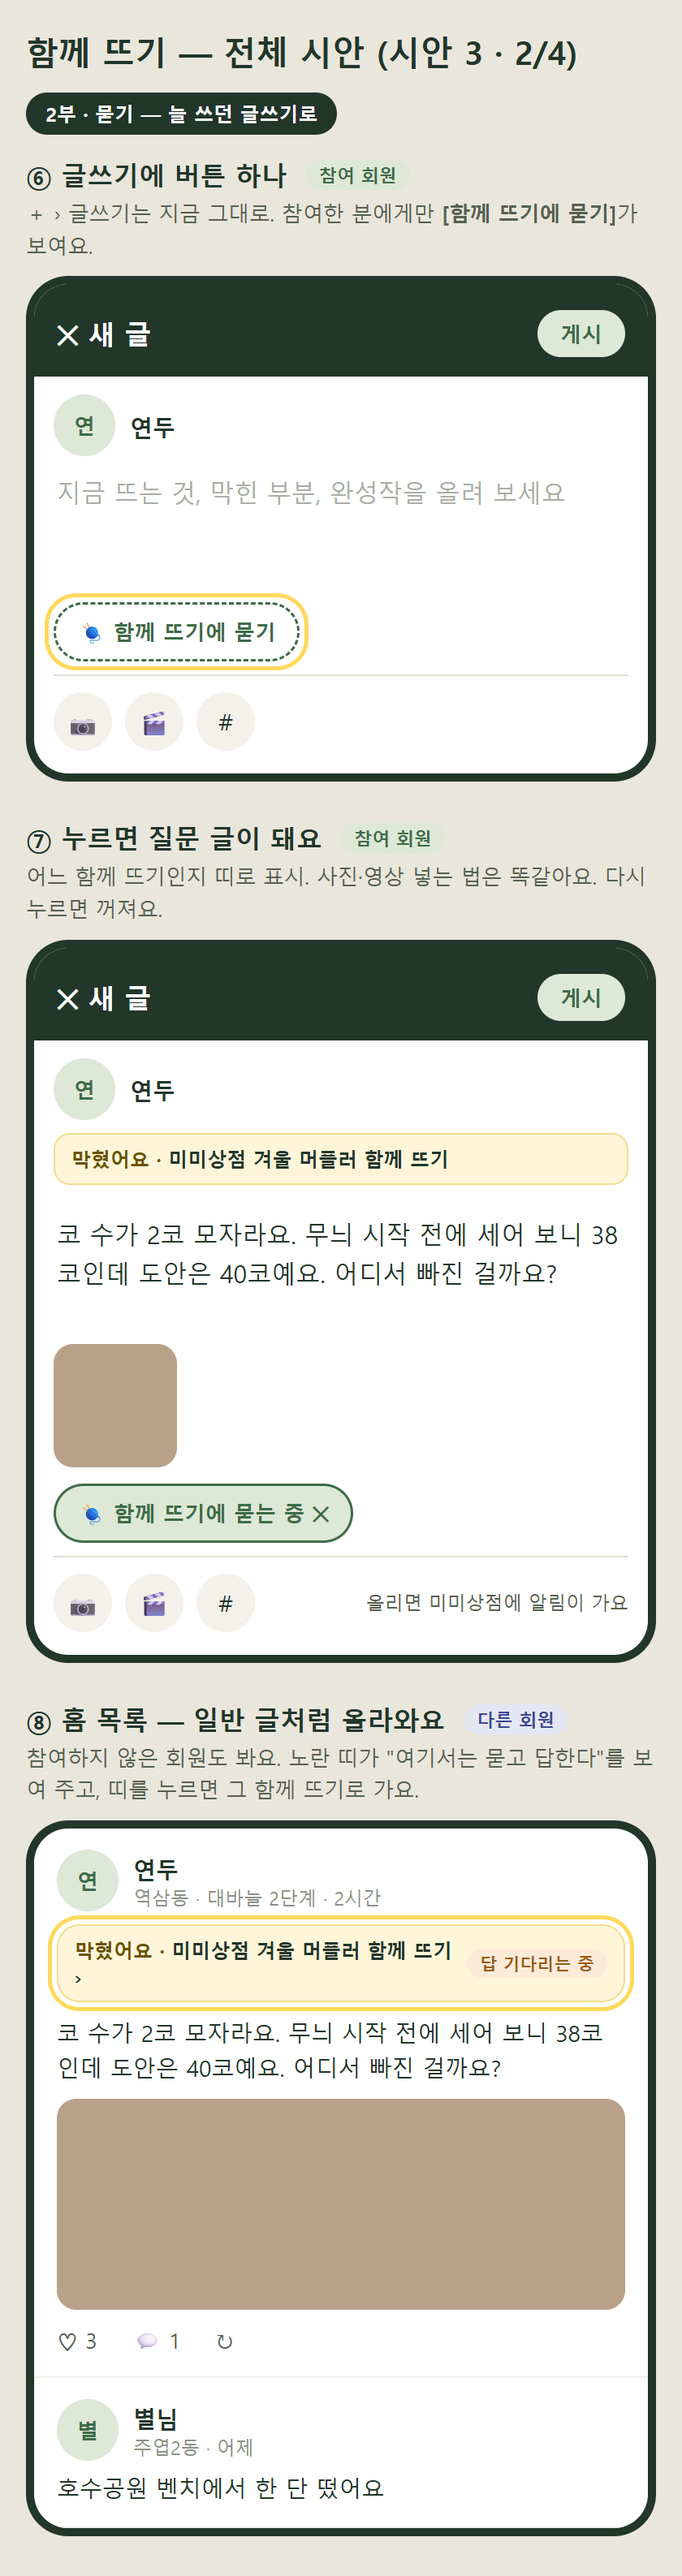 함께 뜨기 — 전체 시안 (시안 3 · 2/4)
2부 · 묻기 — 늘 쓰던 글쓰기로
⑥ 글쓰기에 버튼 하나 참여 회원
+ › 글쓰기는 지금 그대로. 참여한 분에게만 [함께 뜨기에 묻기]가
보여요.
× 새 글 게시
연 연두
지금 뜨는 것, 막힌 부분, 완성작을 올려 보세요
함께 뜨기에 묻기
#
⑦ 누르면 질문 글이 돼요 참여 회원
어느 함께 뜨기인지 띠로 표시. 사진·영상 넣는 법은 똑같아요. 다시
누르면 꺼져요.
× 새 글 게시
연 연두
막혔어요 · 미미상점 겨울 머플러 함께 뜨기
코 수가 2코 모자라요. 무늬 시작 전에 세어 보니 38
코인데 도안은 40코예요. 어디서 빠진 걸까요?
함께 뜨기에 묻는 중 ×
# 올리면 미미상점에 알림이 가요
⑧ 홈 목록 — 일반 글처럼 올라와요 다른 회원
참여하지 않은 회원도 봐요. 노란 띠가 "여기서는 묻고 답한다"를 보
여 주고, 띠를 누르면 그 함께 뜨기로 가요.
연 연두
역삼동 · 대바늘 2단계 · 2시간
막혔어요 · 미미상점 겨울 머플러 함께 뜨기 답 기다리는 중
›
코 수가 2코 모자라요. 무늬 시작 전에 세어 보니 38코
인데 도안은 40코예요. 어디서 빠진 걸까요?
♡ 3 1 ↻
별 별님
주엽2동 · 어제
호수공원 벤치에서 한 단 떴어요